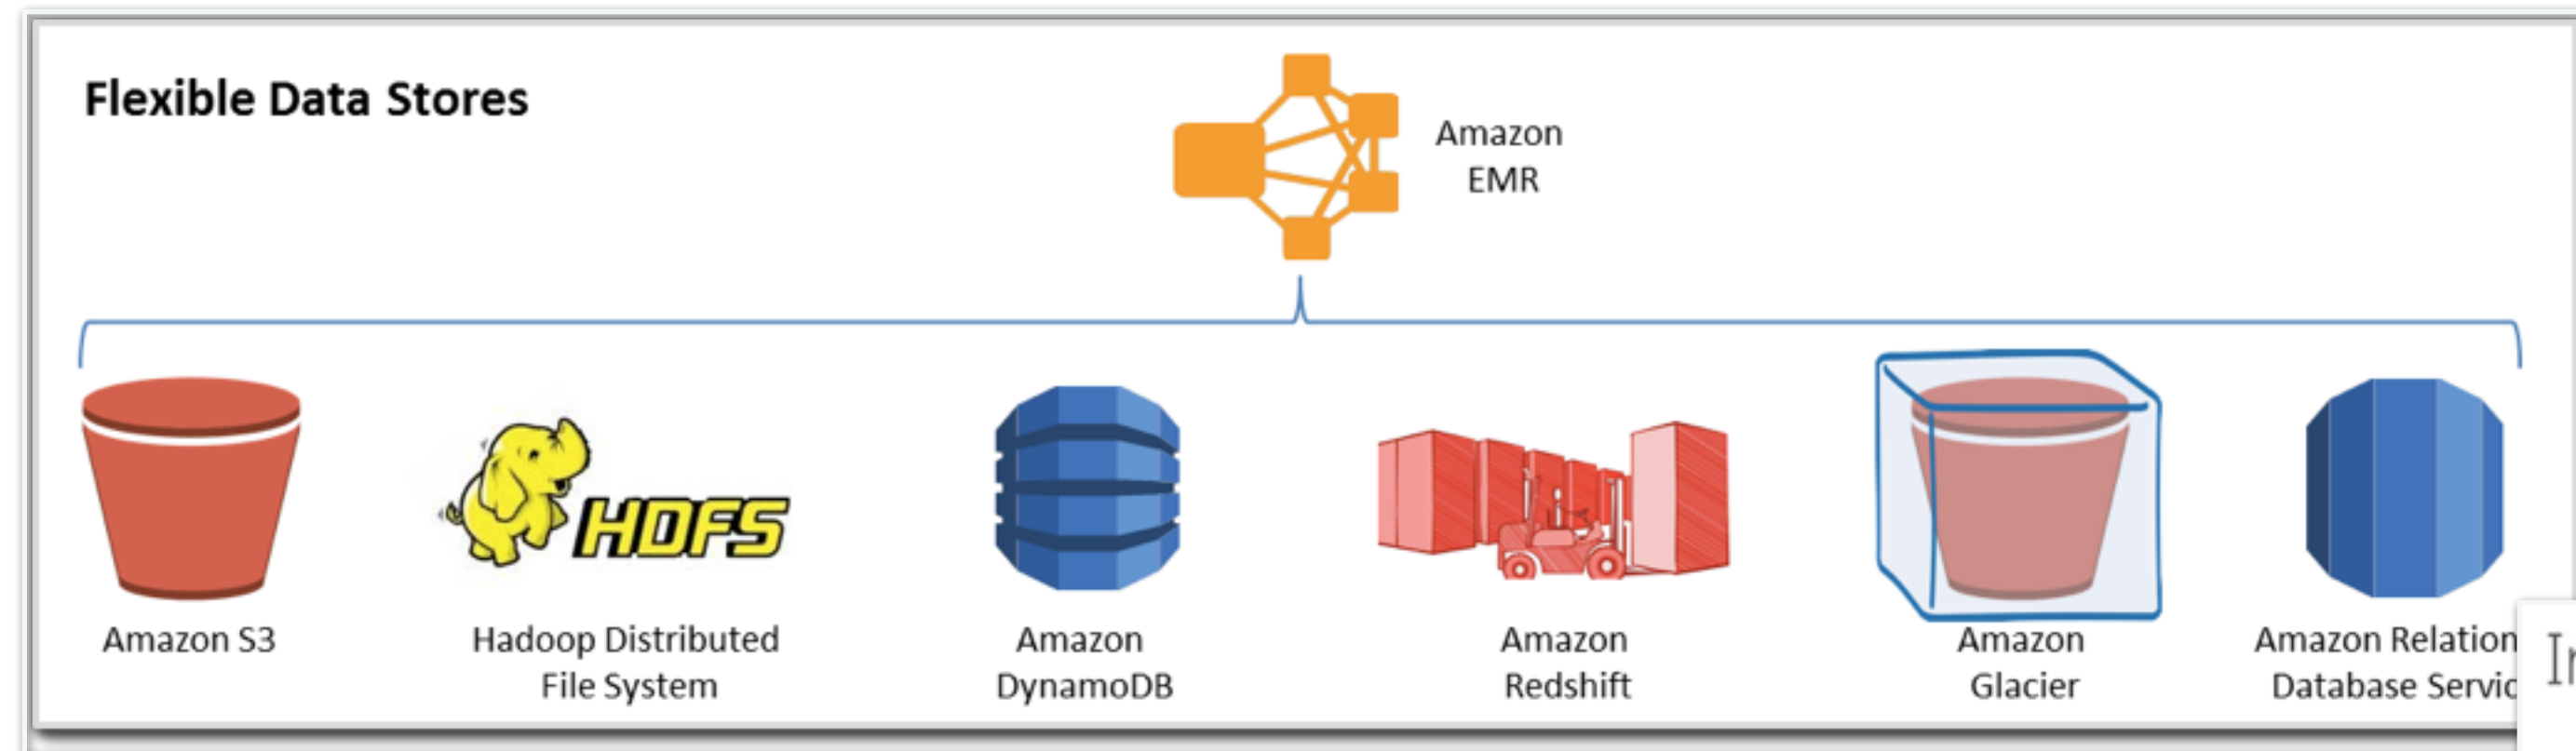 Flexible Data Stores
Amazon
EMR
HDFS
Amazon S3
Hadoop Distributed
File System
Amazon
DynamoDB
Amazon
Redshift
Amazon
Glacier
Amazon Relation
Database Servic